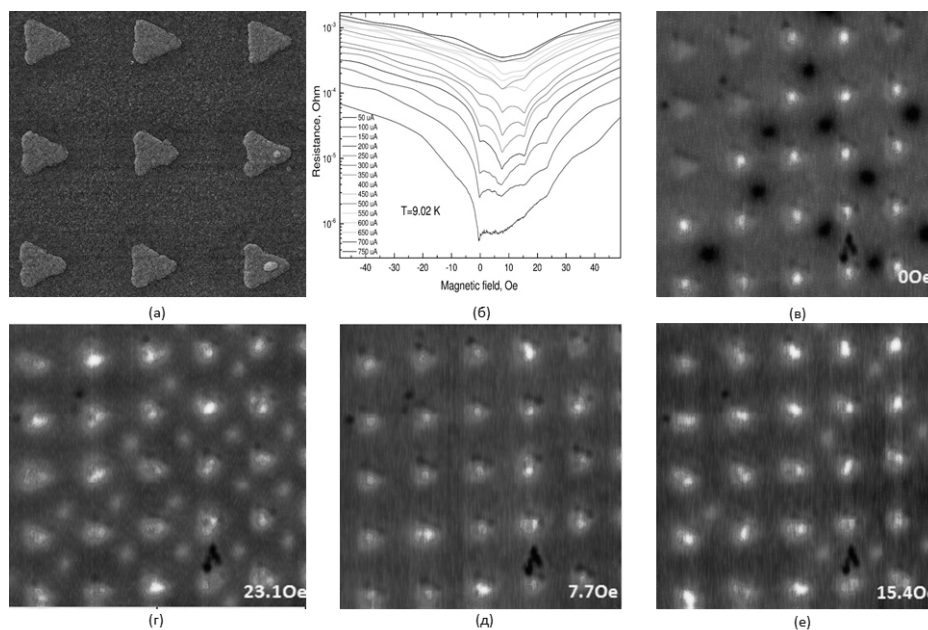 10⁻³
10⁻⁴
10⁻⁵
10⁻⁶
Resistance, Ohm
50 uA
100 uA
150 uA
200 uA
250 uA
300 uA
350 uA
400 uA
450 uA
500 uA
550 uA
600 uA
650 uA
700 uA
750 uA
T=9.02 K
-40 -30 -20 -10 0 10 20 30 40
Magnetic field, Oe
0Oe
(а) (б) (в)
23.1Oe 7.7Oe 15.4Oe
(г) (д) (е)